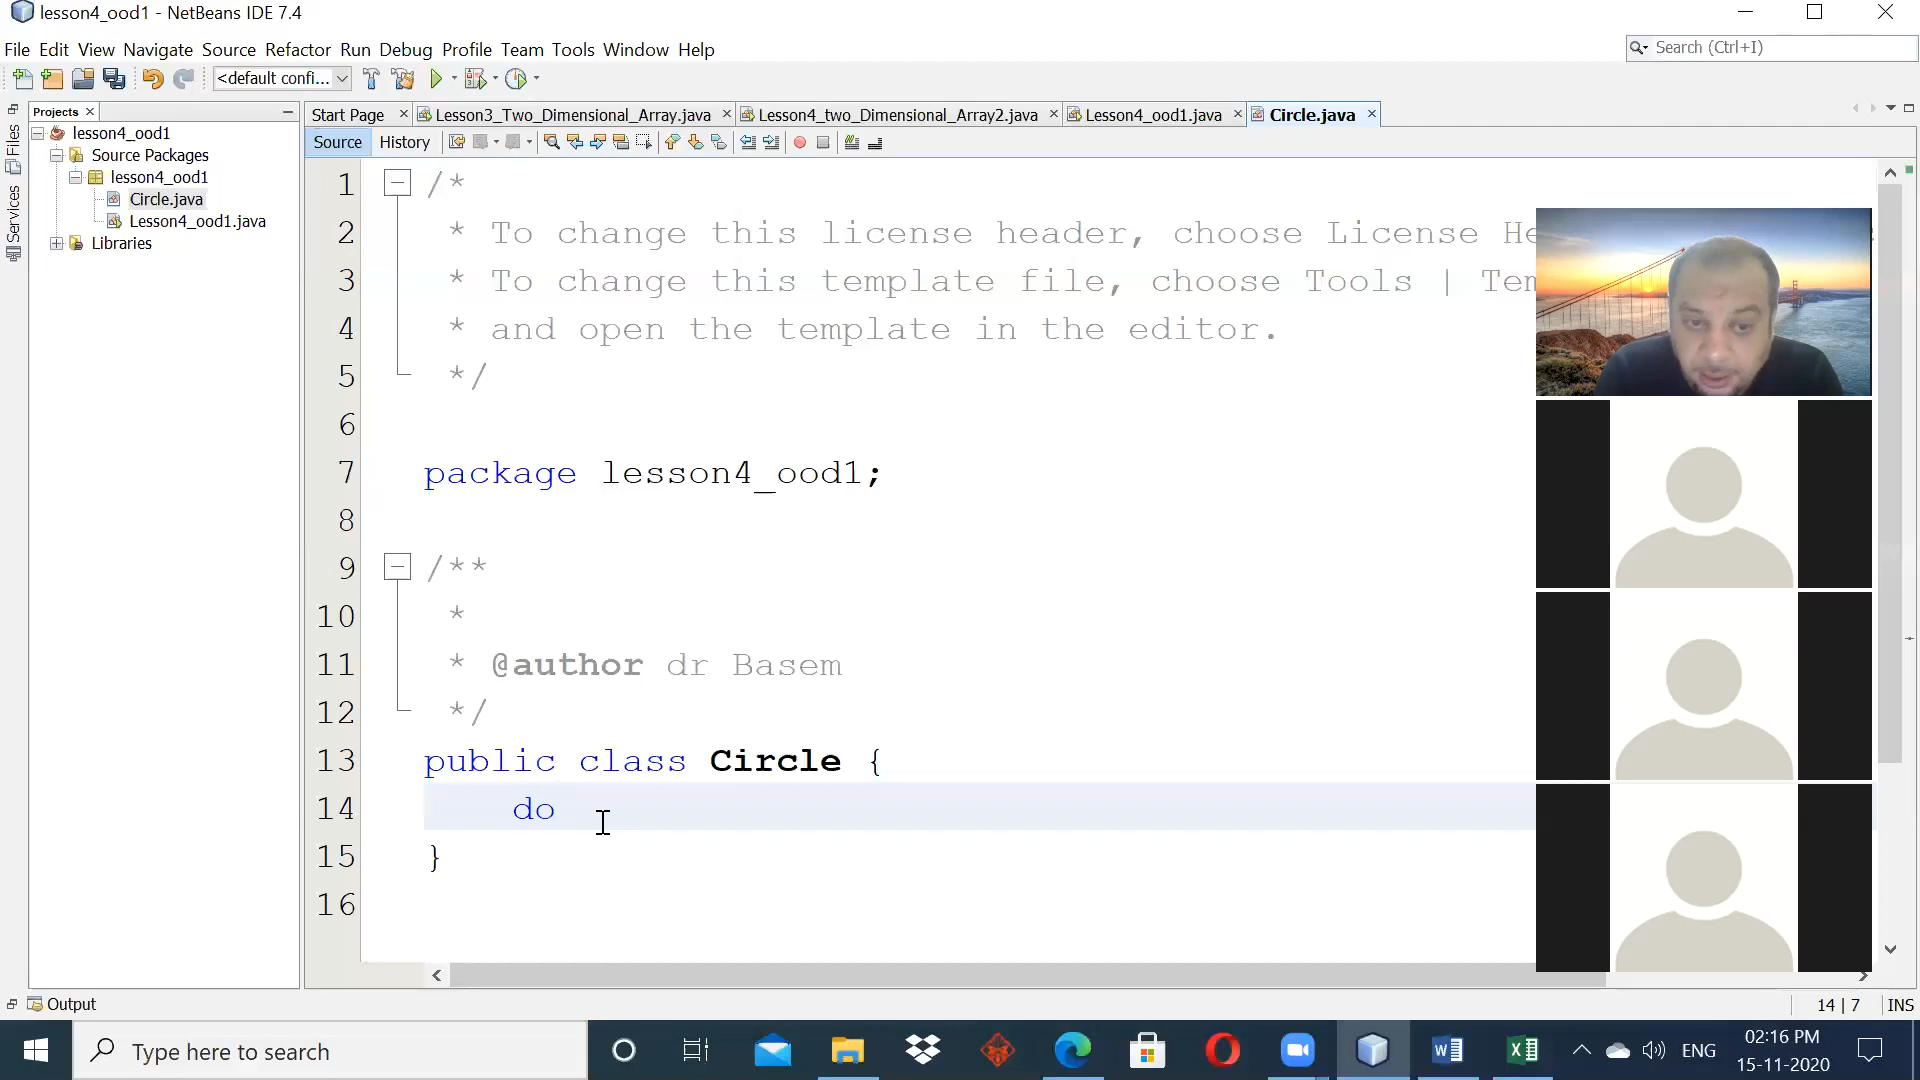 lesson4_ood1 - NetBeans IDE 7.4
File Edit View Navigate Source Refactor Run Debug Profile Team Tools Window Help
Search (Ctrl+I)
<default confi...
Projects
Start Page
Lesson3_Two_Dimensional_Array.java
Lesson4_two_Dimensional_Array2.java
Lesson4_ood1.java
Circle.java
Files
Services
lesson4_ood1
Source Packages
lesson4_ood1
Circle.java
Lesson4_ood1.java
Libraries
Source History
1 /*
2 * To change this license header, choose License He
3 * To change this template file, choose Tools | Tem
4 * and open the template in the editor.
5 */
6
7 package lesson4_ood1;
8
9 /**
10 *
11 * @author dr Basem
12 */
13 public class Circle {
14 do
15 }
16
Output
14 | 7 INS
Type here to search
ENG
02:16 PM
15-11-2020